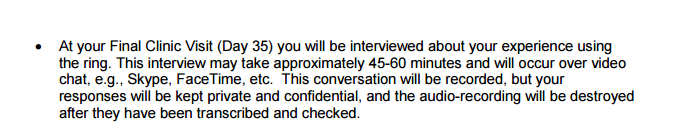 • At your Final Clinic Visit (Day 35) you will be interviewed about your experience using
the ring. This interview may take approximately 45-60 minutes and will occur over video
chat, e.g., Skype, FaceTime, etc.  This conversation will be recorded, but your
responses will be kept private and confidential, and the audio-recording will be destroyed
after they have been transcribed and checked.